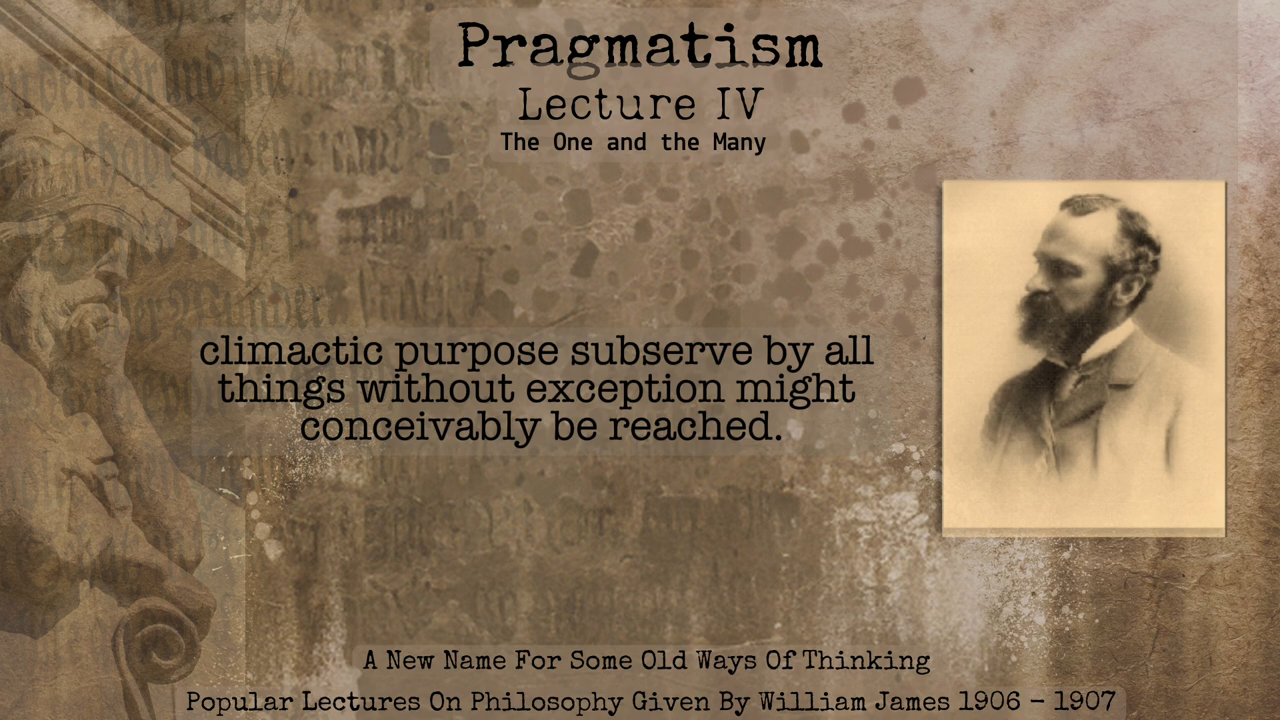 Pragmatism
Lecture IV
The One and the Many
climactic purpose subserve by all
things without exception might
conceivably be reached.
A New Name For Some Old Ways Of Thinking
Popular Lectures On Philosophy Given By William James 1906 - 1907